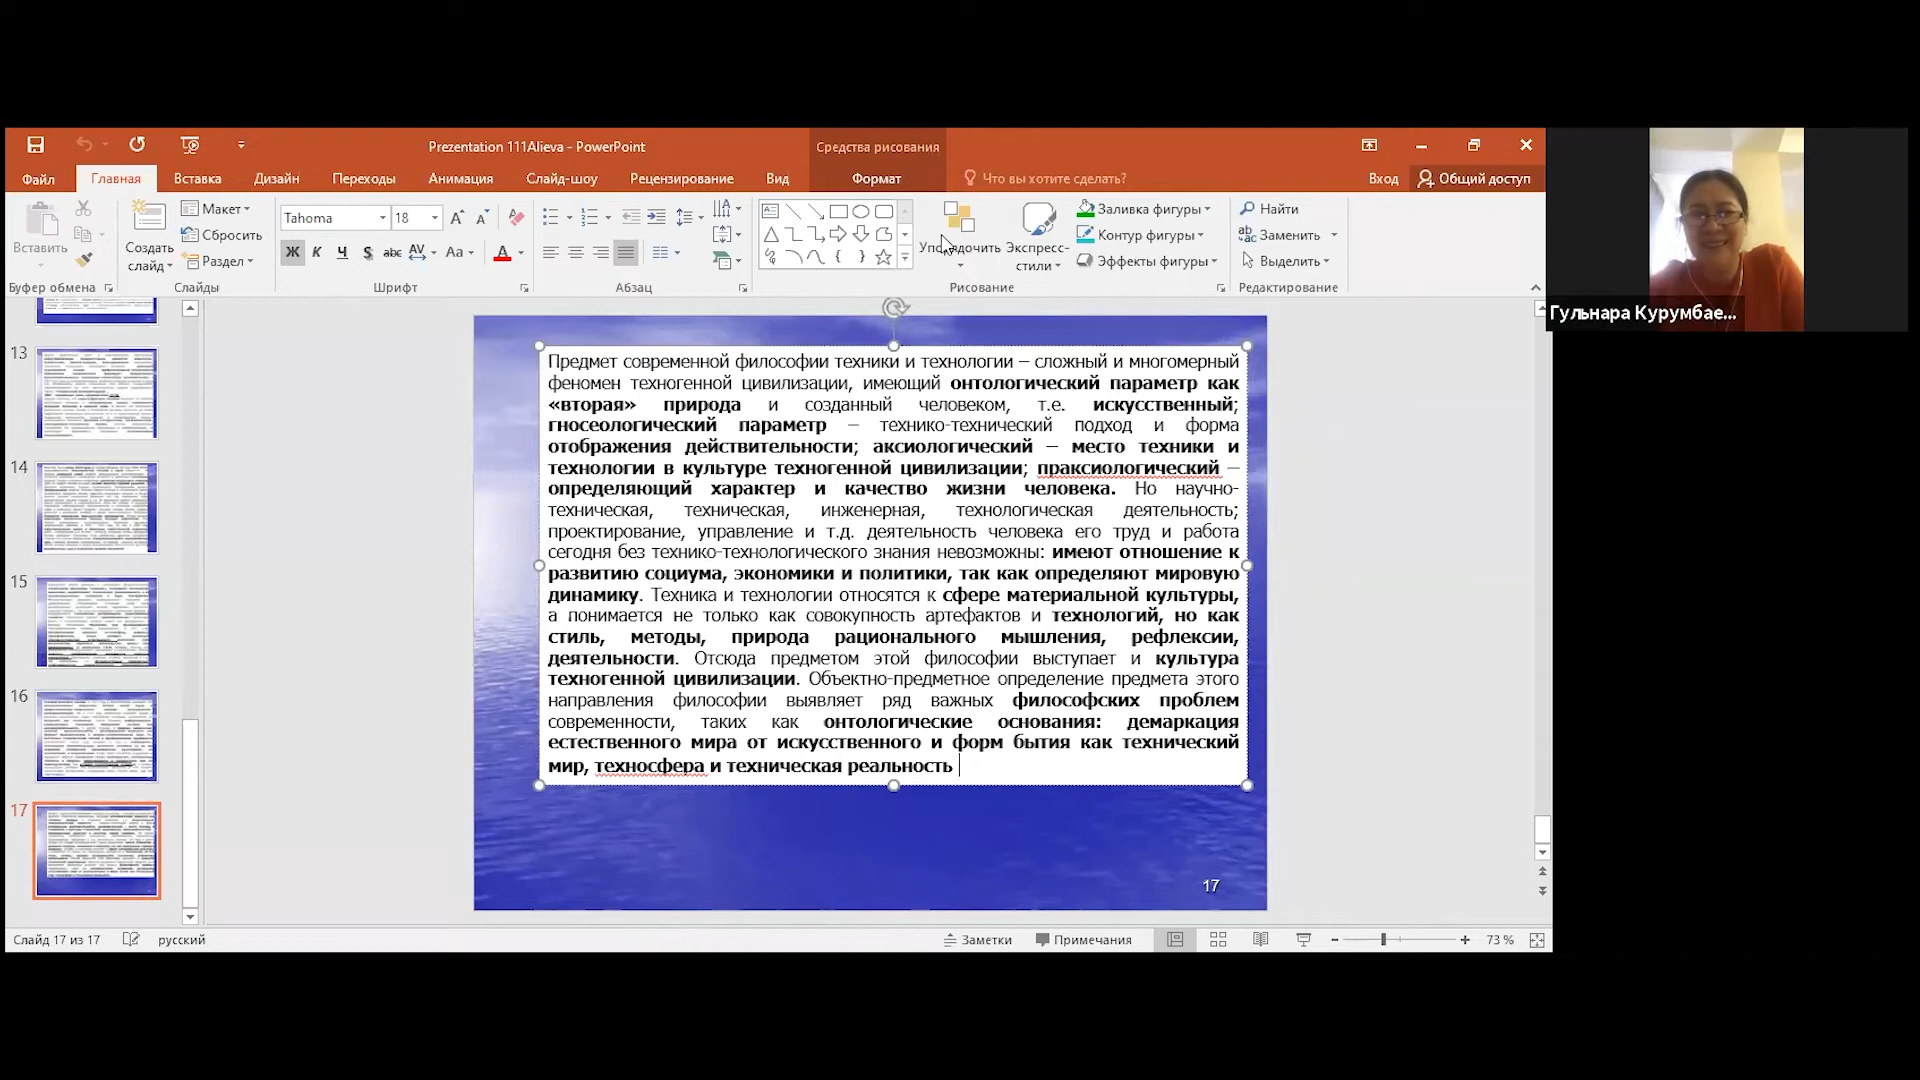 Prezentation 111Alieva - PowerPoint
Средства рисования
Файл
Главная
Вставка
Дизайн
Переходы
Анимация
Слайд-шоу
Рецензирование
Вид
Формат
Что вы хотите сделать?
Вход
Общий доступ
Вставить
Создать слайд
Макет
Сбросить
Раздел
Tahoma
18
Ж К Ч S abc AV Aa A
Упорядочить
Экспресс-стили
Заливка фигуры
Контур фигуры
Эффекты фигуры
Найти
Заменить
Выделить
Буфер обмена
Слайды
Шрифт
Абзац
Рисование
Редактирование
Гульнара Курумбае...
13
14
15
16
17
Предмет современной философии техники и технологии – сложный и многомерный
феномен техногенной цивилизации, имеющий онтологический параметр как
«вторая» природа и созданный человеком, т.е. искусственный;
гносеологический параметр – технико-технический подход и форма
отображения действительности; аксиологический – место техники и
технологии в культуре техногенной цивилизации; праксиологический –
определяющий характер и качество жизни человека. Но научно-
техническая, техническая, инженерная, технологическая деятельность;
проектирование, управление и т.д. деятельность человека его труд и работа
сегодня без технико-технологического знания невозможны: имеют отношение к
развитию социума, экономики и политики, так как определяют мировую
динамику. Техника и технологии относятся к сфере материальной культуры,
а понимается не только как совокупность артефактов и технологий, но как
стиль, методы, природа рационального мышления, рефлексии,
деятельности. Отсюда предметом этой философии выступает и культура
техногенной цивилизации. Объектно-предметное определение предмета этого
направления философии выявляет ряд важных философских проблем
современности, таких как онтологические основания: демаркация
естественного мира от искусственного и форм бытия как технический
мир, техносфера и техническая реальность
17
Слайд 17 из 17
русский
Заметки
Примечания
73 %